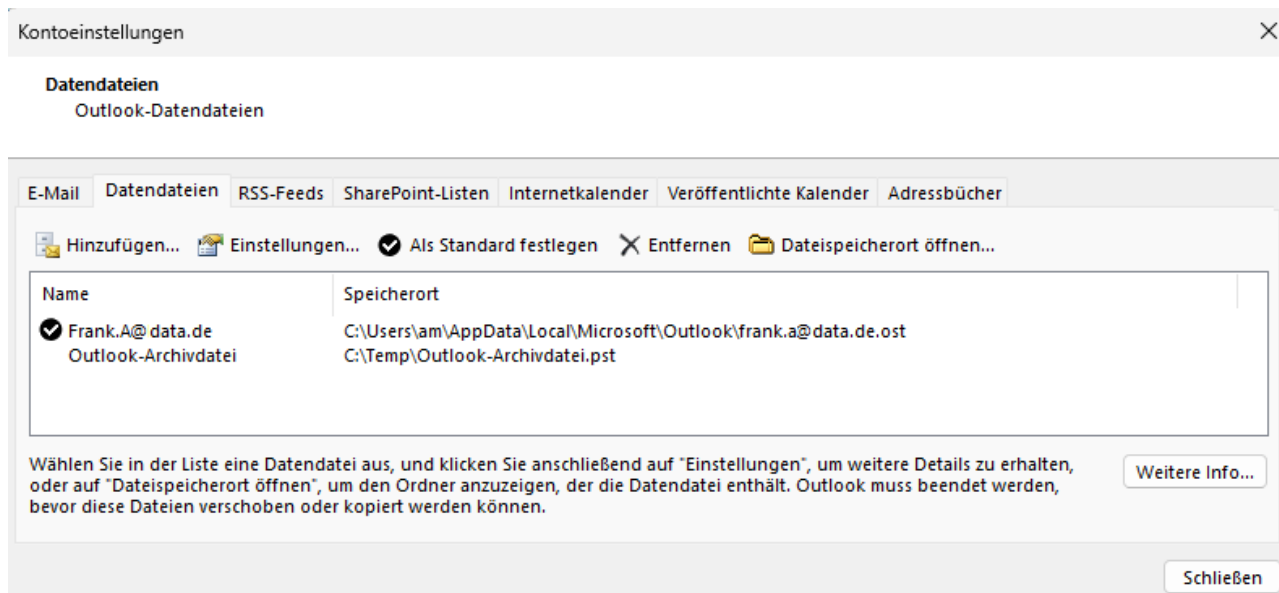 Kontoeinstellungen
Datendateien
Outlook-Datendateien
E-Mail Datendateien RSS-Feeds SharePoint-Listen Internetkalender Veröffentlichte Kalender Adressbücher
Hinzufügen... Einstellungen... Als Standard festlegen Entfernen Dateispeicherort öffnen...
Name Speicherort
Frank.A@data.de C:\Users\am\AppData\Local\Microsoft\Outlook\frank.a@data.de.ost
Outlook-Archivdatei C:\Temp\Outlook-Archivdatei.pst
Wählen Sie in der Liste eine Datendatei aus, und klicken Sie anschließend auf "Einstellungen", um weitere Details zu erhalten,
oder auf "Dateispeicherort öffnen", um den Ordner anzuzeigen, der die Datendatei enthält. Outlook muss beendet werden,
bevor diese Dateien verschoben oder kopiert werden können.
Weitere Info...
Schließen